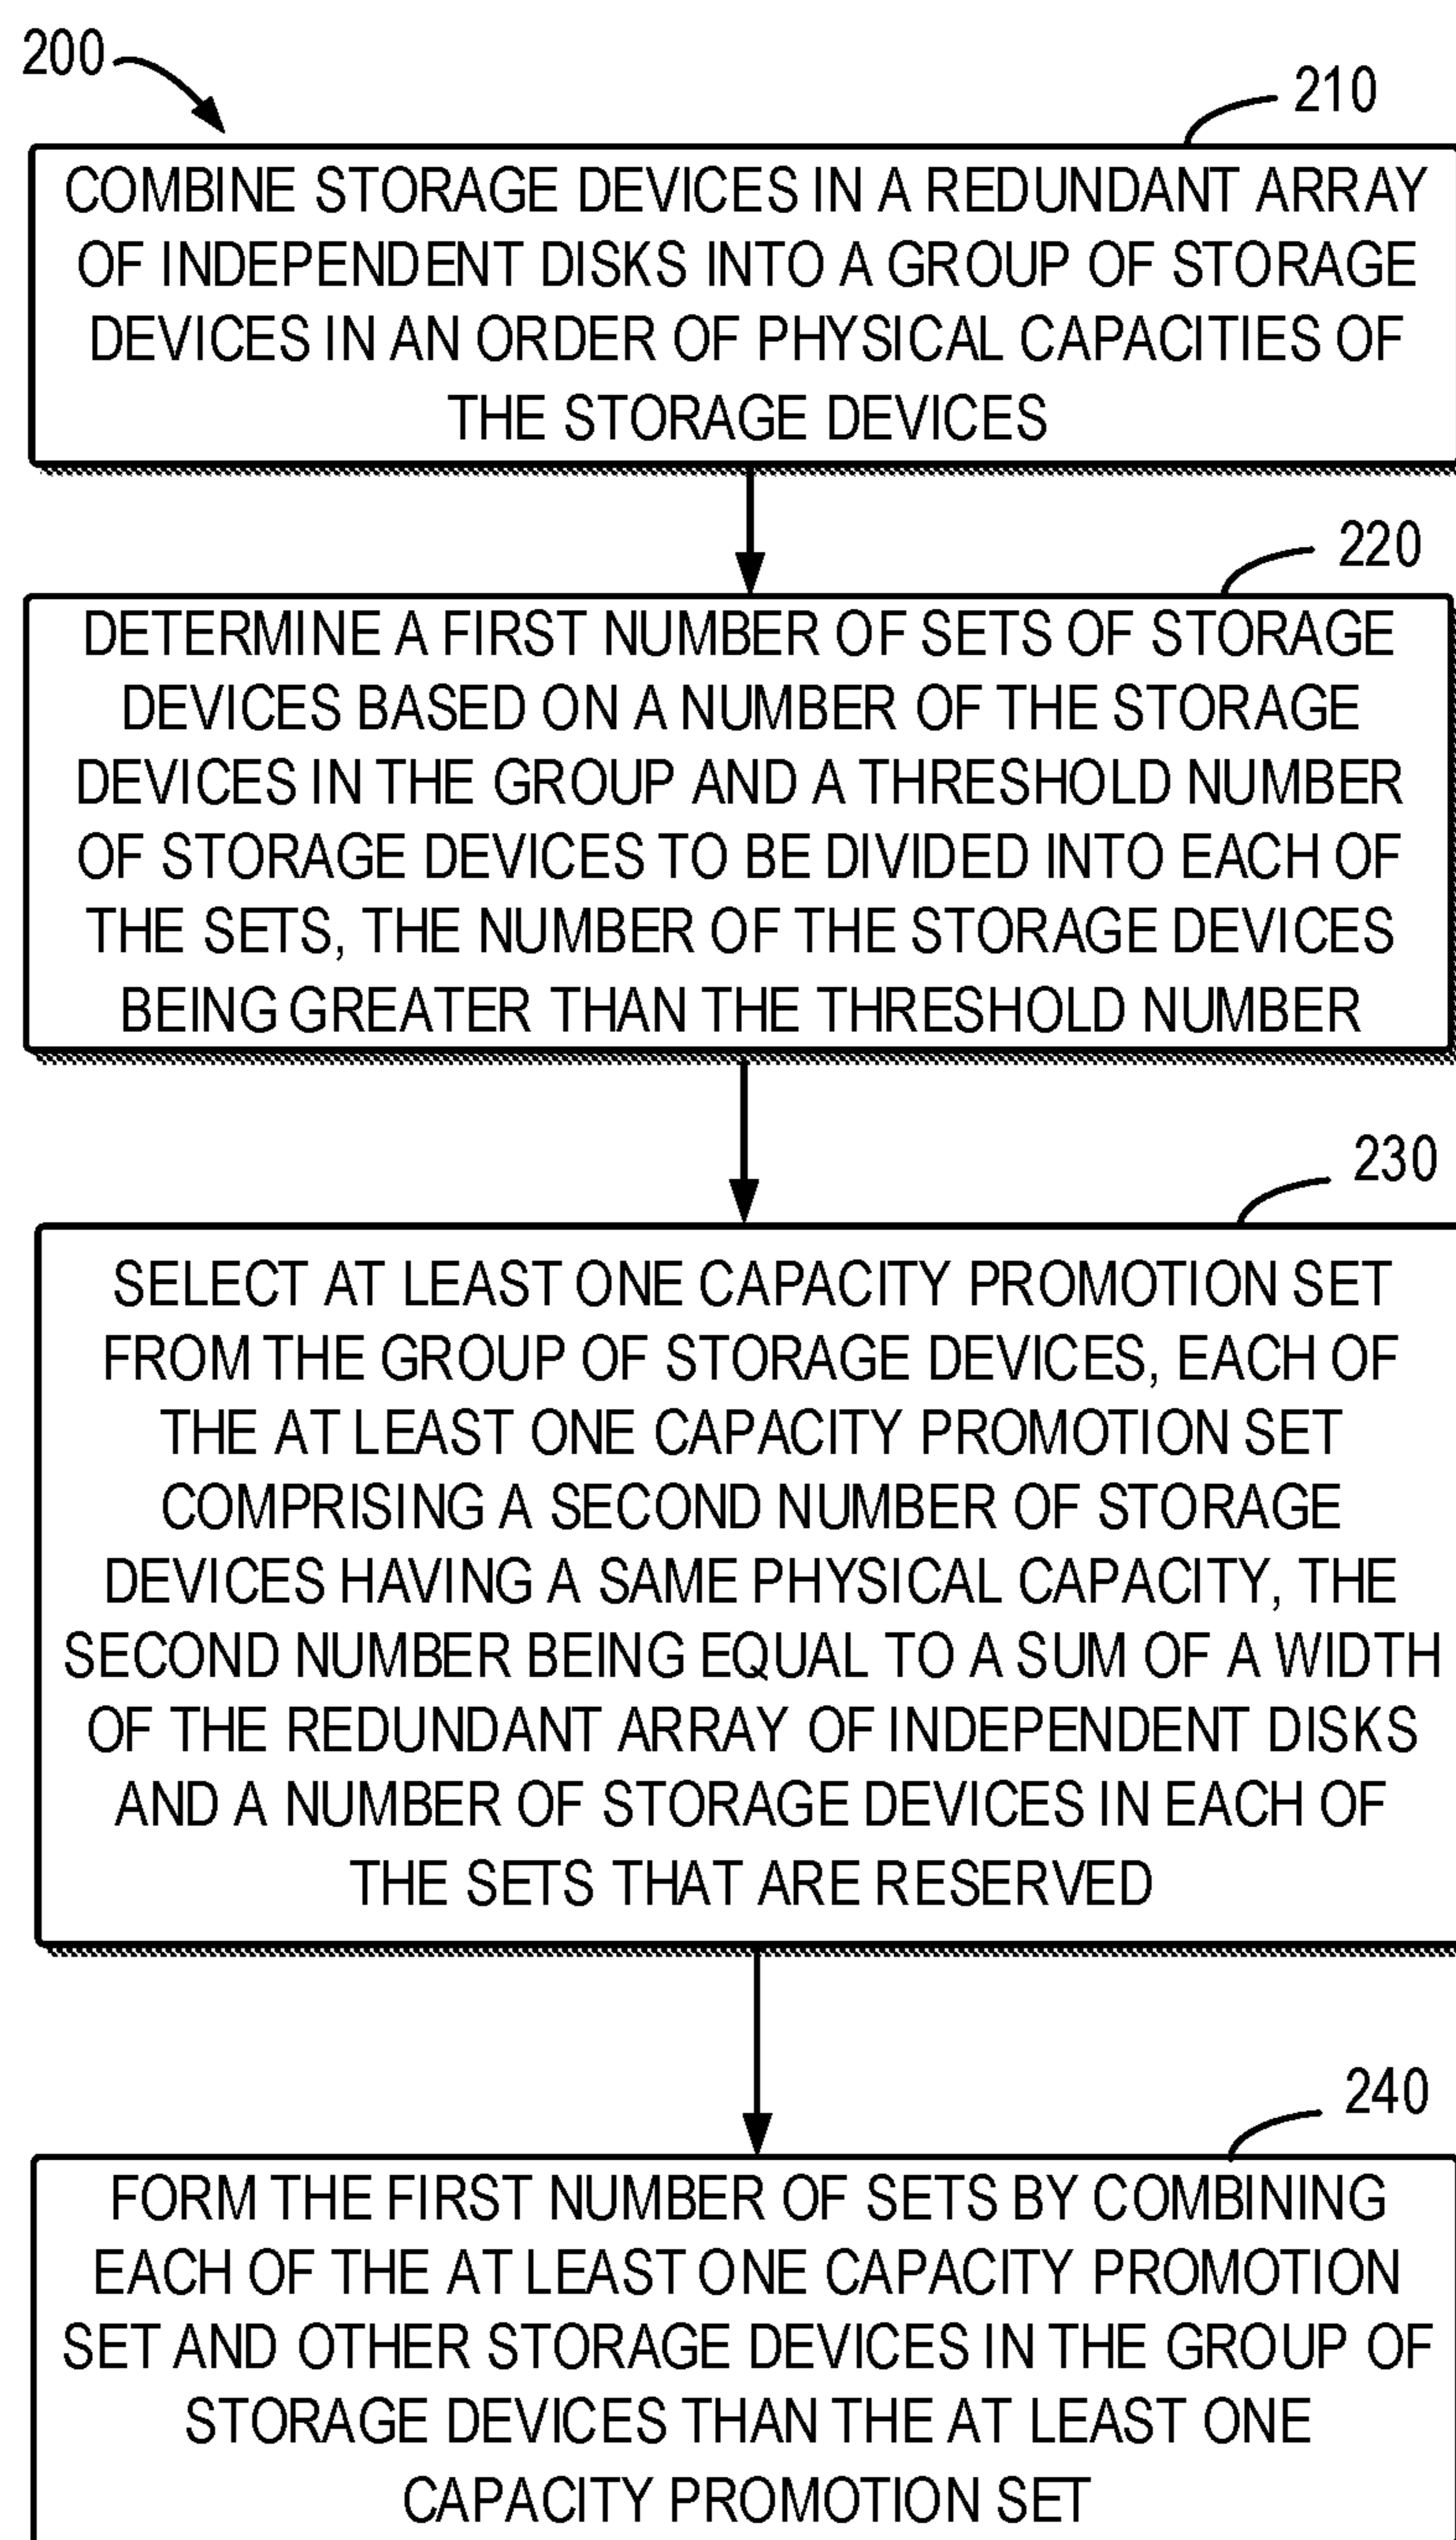 200
210
COMBINE STORAGE DEVICES IN A REDUNDANT ARRAY
OF INDEPENDENT DISKS INTO A GROUP OF STORAGE
DEVICES IN AN ORDER OF PHYSICAL CAPACITIES OF
THE STORAGE DEVICES
220
DETERMINE A FIRST NUMBER OF SETS OF STORAGE
DEVICES BASED ON A NUMBER OF THE STORAGE
DEVICES IN THE GROUP AND A THRESHOLD NUMBER
OF STORAGE DEVICES TO BE DIVIDED INTO EACH OF
THE SETS, THE NUMBER OF THE STORAGE DEVICES
BEING GREATER THAN THE THRESHOLD NUMBER
230
SELECT AT LEAST ONE CAPACITY PROMOTION SET
FROM THE GROUP OF STORAGE DEVICES, EACH OF
THE AT LEAST ONE CAPACITY PROMOTION SET
COMPRISING A SECOND NUMBER OF STORAGE
DEVICES HAVING A SAME PHYSICAL CAPACITY, THE
SECOND NUMBER BEING EQUAL TO A SUM OF A WIDTH
OF THE REDUNDANT ARRAY OF INDEPENDENT DISKS
AND A NUMBER OF STORAGE DEVICES IN EACH OF
THE SETS THAT ARE RESERVED
240
FORM THE FIRST NUMBER OF SETS BY COMBINING
EACH OF THE AT LEAST ONE CAPACITY PROMOTION
SET AND OTHER STORAGE DEVICES IN THE GROUP OF
STORAGE DEVICES THAN THE AT LEAST ONE
CAPACITY PROMOTION SET